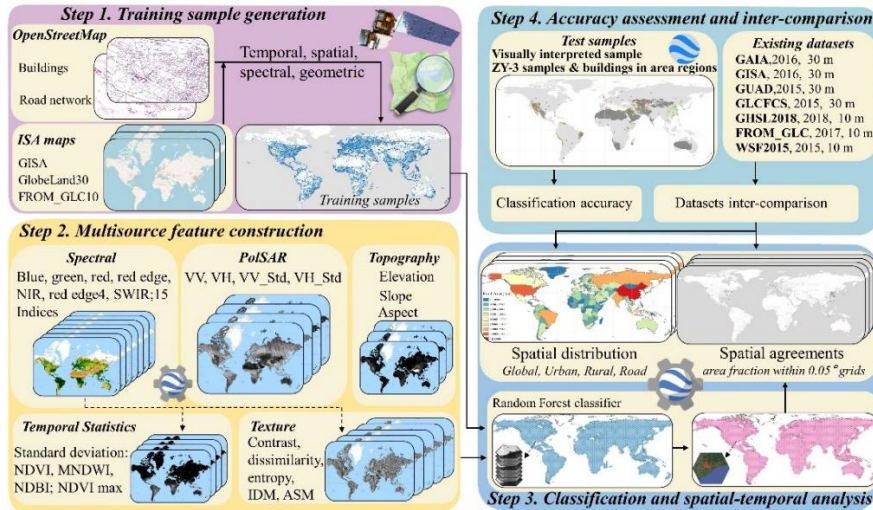 Step 1. Training sample generation
OpenStreetMap
Buildings
Road network
Temporal, spatial,
spectral, geometric
ISA maps
GISA
GlobeLand30
FROM_GLC10
Training samples
Step 2. Multisource feature construction
Spectral
Blue, green, red, red edge,
NIR, red edge4, SWIR;15
Indices
PolSAR
VV, VH, VV_Std, VH_Std
Topography
Elevation
Slope
Aspect
Temporal Statistics
Standard deviation:
NDVI, MNDWI,
NDBI; NDVI max
Texture
Contrast,
dissimilarity,
entropy,
IDM, ASM
Step 4. Accuracy assessment and inter-comparison
Test samples
Visually interpreted sample
ZY-3 samples & buildings in area regions
Existing datasets
GAIA,2016, 30 m
GISA, 2016, 30 m
GUAD,2015, 30 m
GLCFCS, 2015, 30 m
GHSL2018, 2018, 10 m
FROM_GLC, 2017, 10 m
WSF2015, 2015, 10 m
Classification accuracy
Datasets inter-comparison
Spatial distribution
Global, Urban, Rural, Road
Spatial agreements
area fraction within 0.05° grids
Random Forest classifier
Step 3. Classification and spatial-temporal analysis